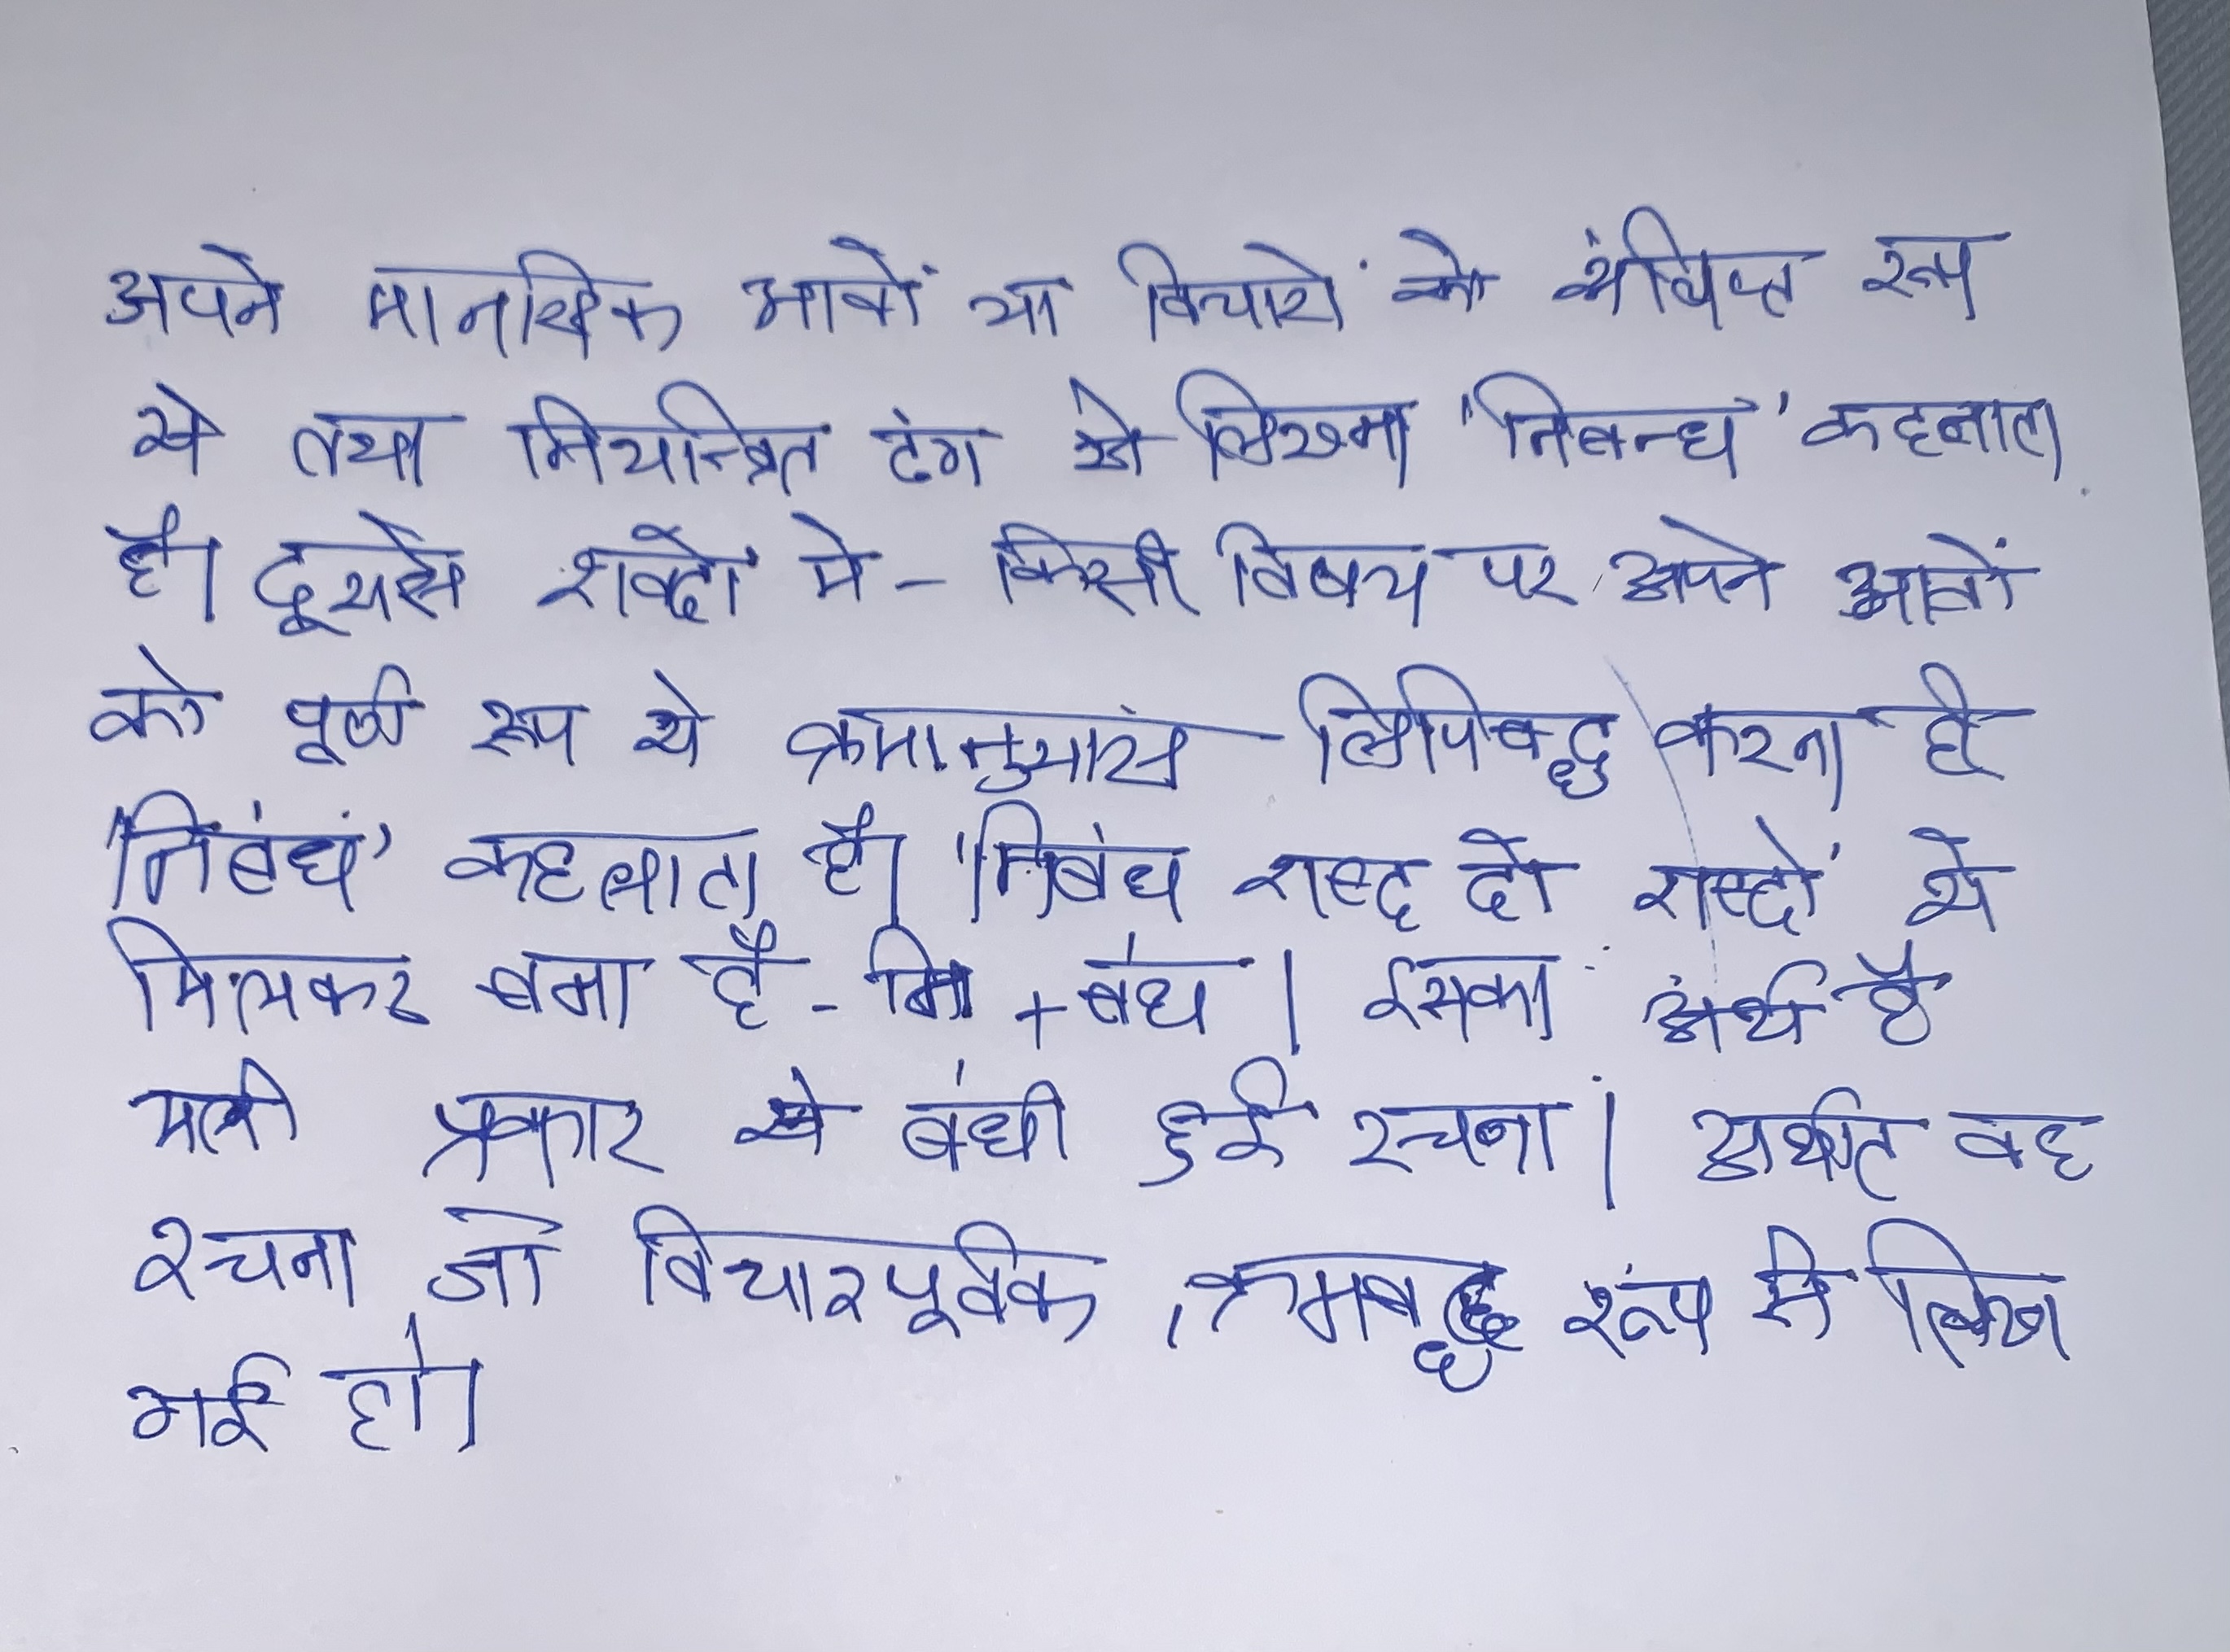 अपने मानसिक भावों या विचारों को संक्षिप्त रूप
से तथा नियन्त्रित ढंग से लिखना 'निबन्ध' कहलाता
है। दूसरे शब्दों में - किसी विषय पर अपने भावों
को पूर्ण रूप से क्रमानुसार लिपिबद्ध करना ही
'निबंध' कहलाता है। 'निबंध शब्द दो शब्दों से
मिलकर बना है - नि + बंध। इसका अर्थ है
भली प्रकार से बंधी हुई रचना। अर्थात वह
रचना जो विचारपूर्वक, क्रमबद्ध रूप से लिखी
गई हो।